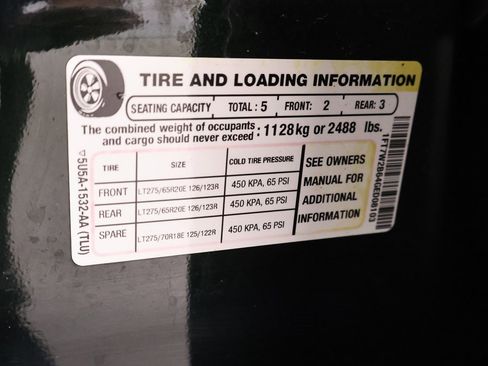 TIRE AND LOADING INFORMATION
SEATING CAPACITY TOTAL : 5 FRONT: 2 REAR: 3
The combined weight of occupants and cargo should never exceed : 1128 kg or 2488 lbs.
TIRE SIZE COLD TIRE PRESSURE
FRONT LT275/65R20E 126/123R 450 KPA, 65 PSI
REAR LT275/65R20E 126/123R 450 KPA, 65 PSI
SPARE LT275/70R18E 125/122R 450 KPA, 65 PSI
SEE OWNERS
MANUAL FOR
ADDITIONAL
INFORMATION
5U5A-1532-AA (TLU)